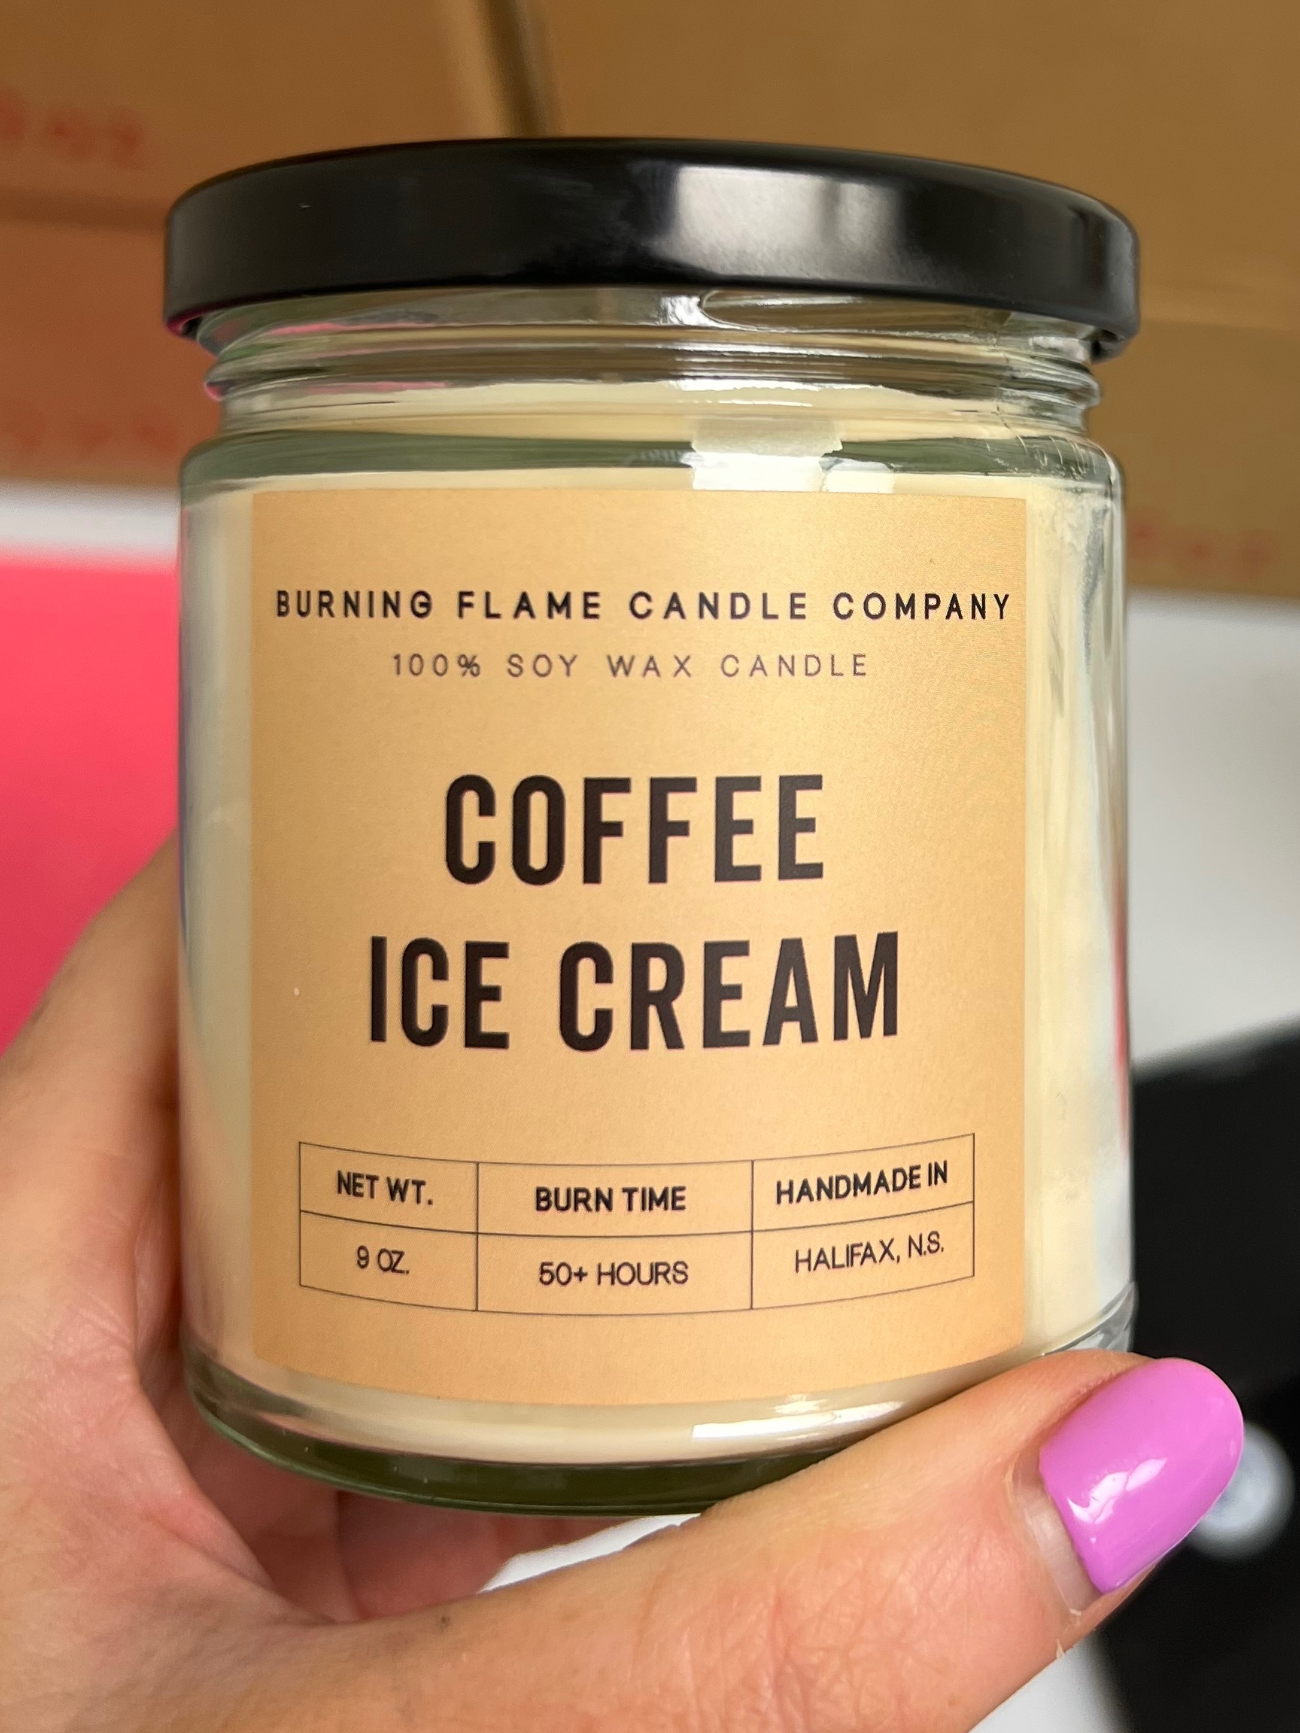 BURNING FLAME CANDLE COMPANY
100% SOY WAX CANDLE
COFFEE
ICE CREAM
NET WT. BURN TIME HANDMADE IN
9 OZ. 50+ HOURS HALIFAX, N.S.